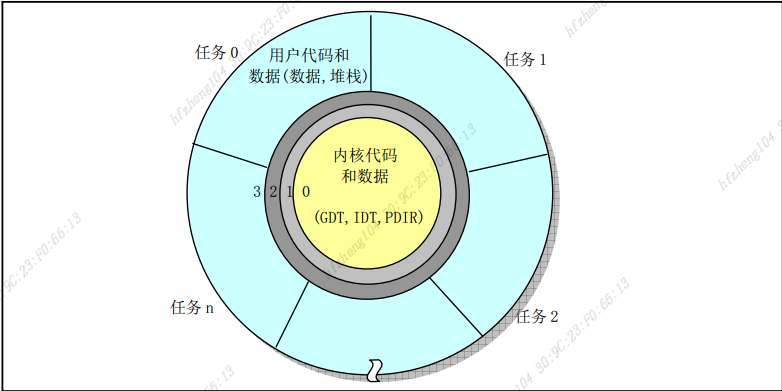 任务 0
用户代码和
数据(数据,堆栈)
任务 1
内核代码
和数据
3 2 1 0
(GDT,IDT,PDIR)
任务 n
任务 2
hfzheng104 30:9C:23:F0:66:13
hfzheng104
hfzheng104 30:9C:23:F0:66:13
hfzheng104 30
9C:23:F0:66:13
104 30:9C:23:F0:66:13
66:13